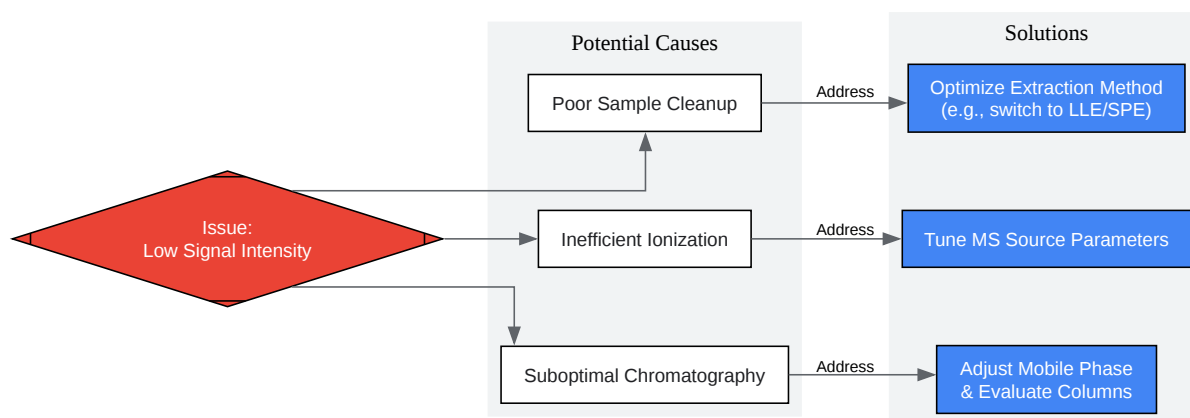 Potential Causes
Solutions
Poor Sample Cleanup
Address
Optimize Extraction Method
(e.g., switch to LLE/SPE)
Issue:
Low Signal Intensity
Inefficient Ionization
Address
Tune MS Source Parameters
Suboptimal Chromatography
Address
Adjust Mobile Phase
& Evaluate Columns